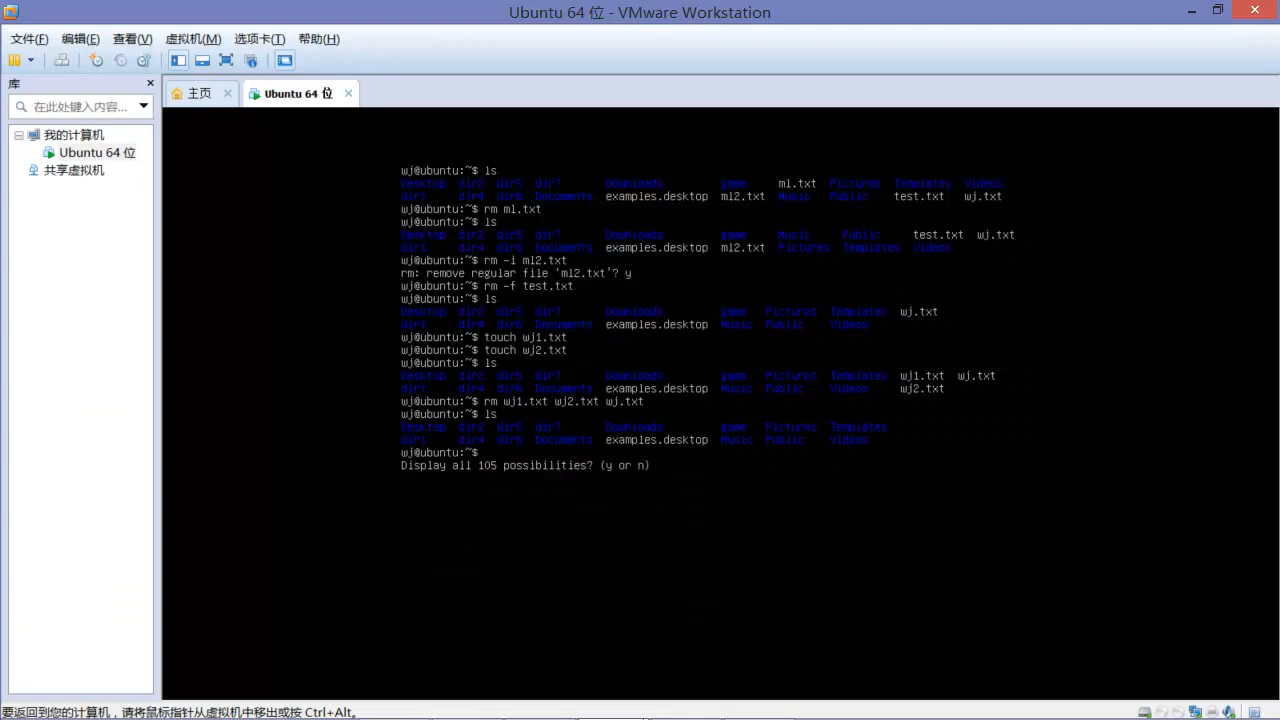 Ubuntu 64 位 - VMware Workstation
文件(F) 编辑(E) 查看(V) 虚拟机(M) 选项卡(T) 帮助(H)
库
主页
Ubuntu 64 位
在此处键入内容...
我的计算机
Ubuntu 64 位
共享虚拟机
wj@ubuntu:~$ ls
Desktop dir2 dir5 dir7 Downloads game ml.txt Pictures Templates Videos
dir1 dir4 dir6 Documents examples.desktop ml2.txt Music Public test.txt wj.txt
wj@ubuntu:~$ rm ml.txt
wj@ubuntu:~$ ls
Desktop dir2 dir5 dir7 Downloads game Music Public test.txt wj.txt
dir1 dir4 dir6 Documents examples.desktop ml2.txt Pictures Templates Videos
wj@ubuntu:~$ rm -i ml2.txt
rm: remove regular file ‘ml2.txt’? y
wj@ubuntu:~$ rm -f test.txt
wj@ubuntu:~$ ls
Desktop dir2 dir5 dir7 Downloads game Pictures Templates wj.txt
dir1 dir4 dir6 Documents examples.desktop Music Public Videos
wj@ubuntu:~$ touch wj1.txt
wj@ubuntu:~$ touch wj2.txt
wj@ubuntu:~$ ls
Desktop dir2 dir5 dir7 Downloads game Pictures Templates wj1.txt wj.txt
dir1 dir4 dir6 Documents examples.desktop Music Public Videos wj2.txt
wj@ubuntu:~$ rm wj1.txt wj2.txt wj.txt
wj@ubuntu:~$ ls
Desktop dir2 dir5 dir7 Downloads game Pictures Templates
dir1 dir4 dir6 Documents examples.desktop Music Public Videos
wj@ubuntu:~$
Display all 105 possibilities? (y or n)
要返回到您的计算机，请将鼠标指针从虚拟机中移出或按 Ctrl+Alt。